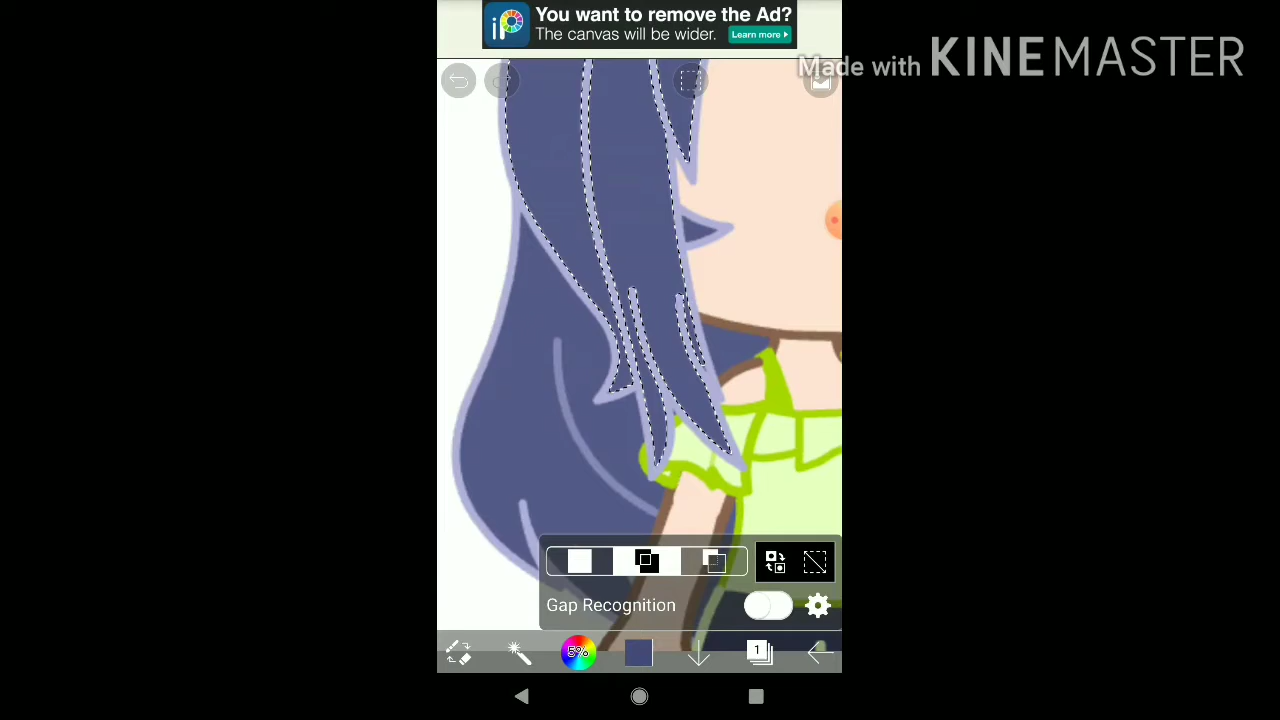 iP
You want to remove the Ad?
The canvas will be wider.
Learn more
Made with KINEMASTER
Gap Recognition
5%
1